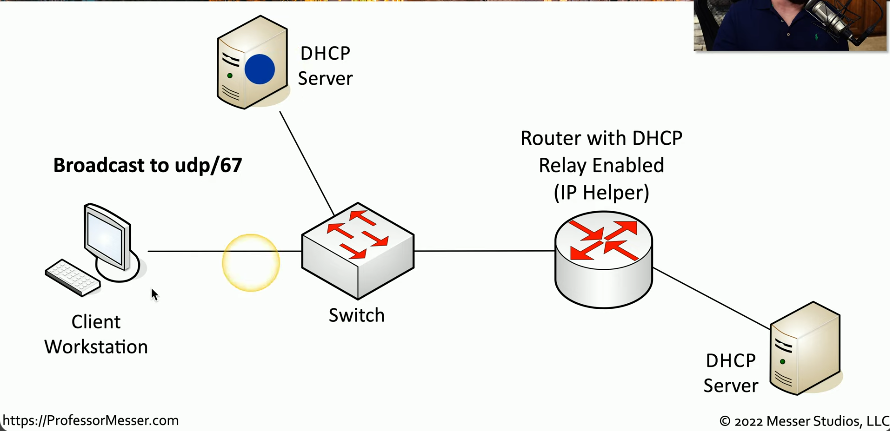 DHCP
Server
Broadcast to udp/67
Router with DHCP
Relay Enabled
(IP Helper)
Switch
Client
Workstation
DHCP
Server
https://ProfessorMesser.com
© 2022 Messer Studios, LLC